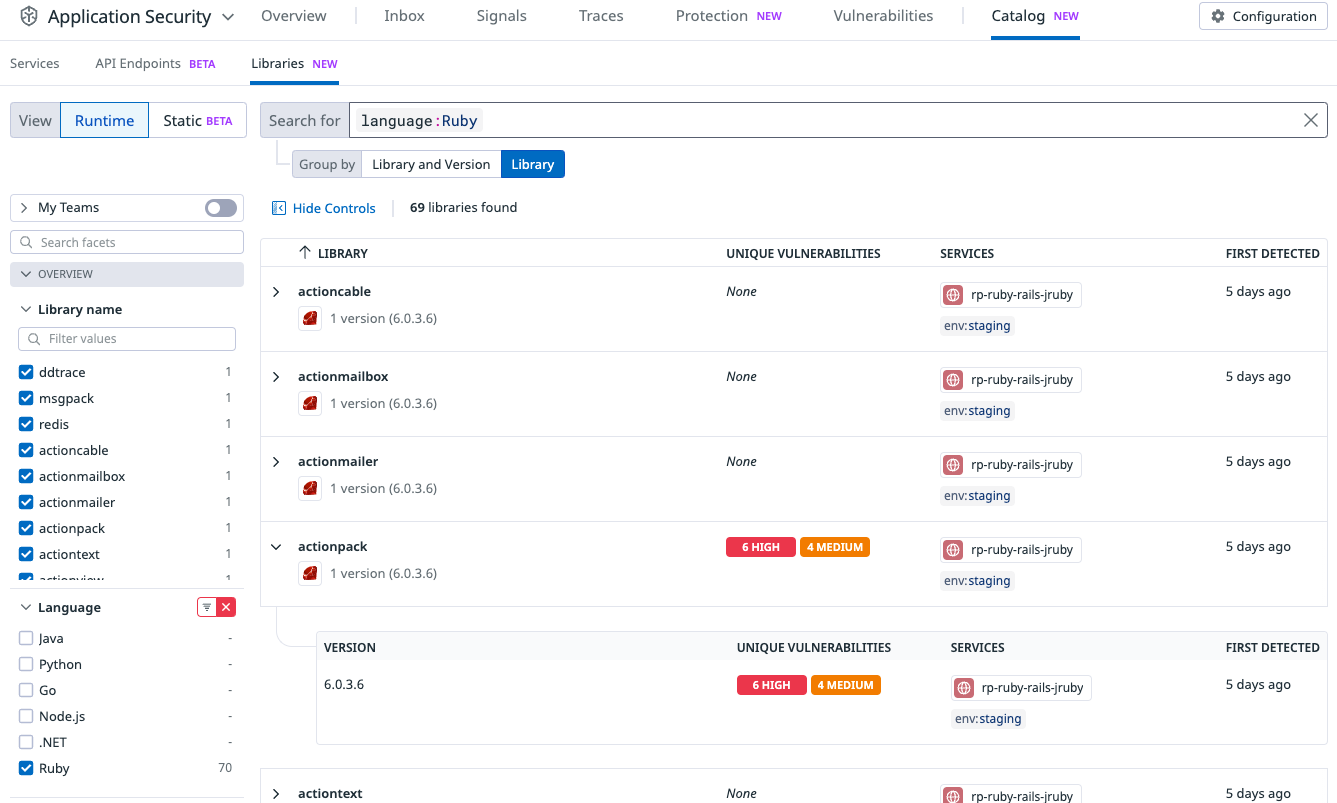 Application Security Overview Inbox Signals Traces Protection NEW Vulnerabilities Catalog NEW Configuration
Services API Endpoints BETA Libraries NEW
View Runtime Static BETA Search for language:Ruby
Group by Library and Version Library
My Teams Hide Controls 69 libraries found
Search facets
OVERVIEW
Library name
Filter values
ddtrace 1
msgpack 1
redis 1
actioncable 1
actionmailbox 1
actionmailer 1
actionpack 1
actiontext 1
actionview 1
Language
Java -
Python -
Go -
Node.js -
.NET -
Ruby 70
LIBRARY UNIQUE VULNERABILITIES SERVICES FIRST DETECTED
actioncable None rp-ruby-rails-jruby 5 days ago
1 version (6.0.3.6) env:staging
actionmailbox None rp-ruby-rails-jruby 5 days ago
1 version (6.0.3.6) env:staging
actionmailer None rp-ruby-rails-jruby 5 days ago
1 version (6.0.3.6) env:staging
actionpack 6 HIGH 4 MEDIUM rp-ruby-rails-jruby 5 days ago
1 version (6.0.3.6) env:staging
VERSION UNIQUE VULNERABILITIES SERVICES FIRST DETECTED
6.0.3.6 6 HIGH 4 MEDIUM rp-ruby-rails-jruby 5 days ago
env:staging
actiontext None rp-ruby-rails-jruby 5 days ago